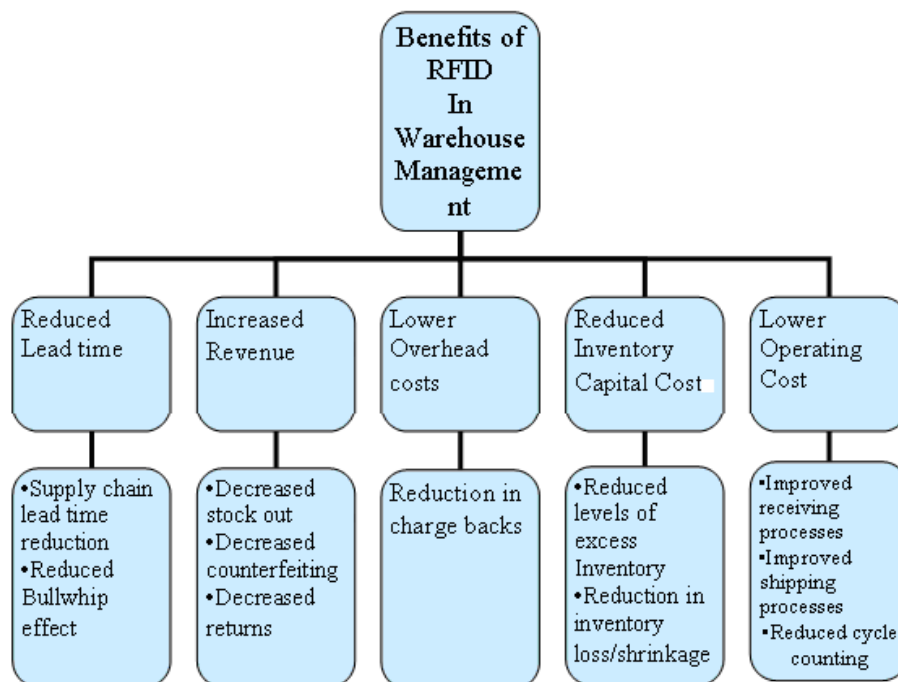 Benefits of
RFID
In
Warehouse
Manageme
nt
Reduced
Lead time
Increased
Revenue
Lower
Overhead
costs
Reduced
Inventory
Capital Cost
Lower
Operating
Cost
•Supply chain
lead time
reduction
•Reduced
Bullwhip
effect
•Decreased
stock out
•Decreased
counterfeiting
•Decreased
returns
Reduction in
charge backs
•Reduced
levels of
excess
Inventory
•Reduction in
inventory
loss/shrinkage
•Improved
receiving
processes
•Improved
shipping
processes
•Reduced cycle
counting